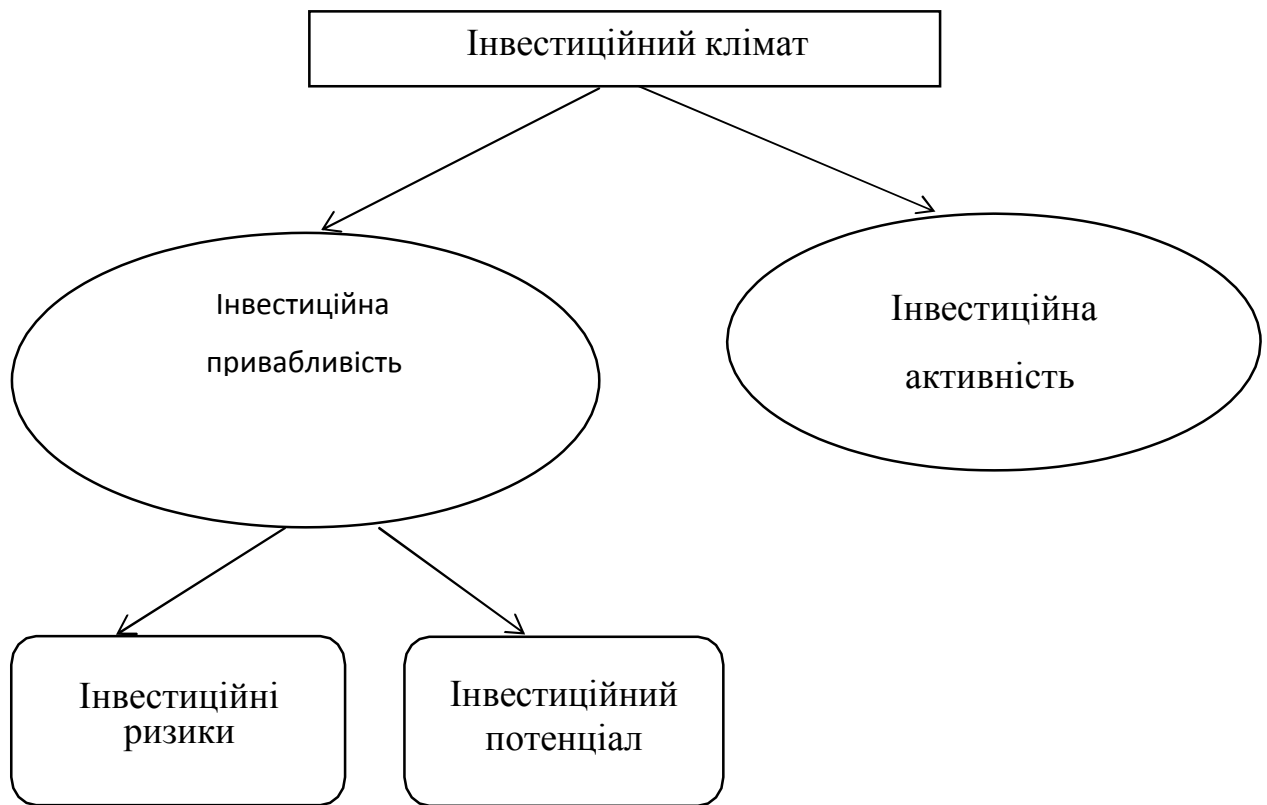 Інвестиційний клімат
Інвестиційна
привабливість
Інвестиційна
активність
Інвестиційні
ризики
Інвестиційний
потенціал